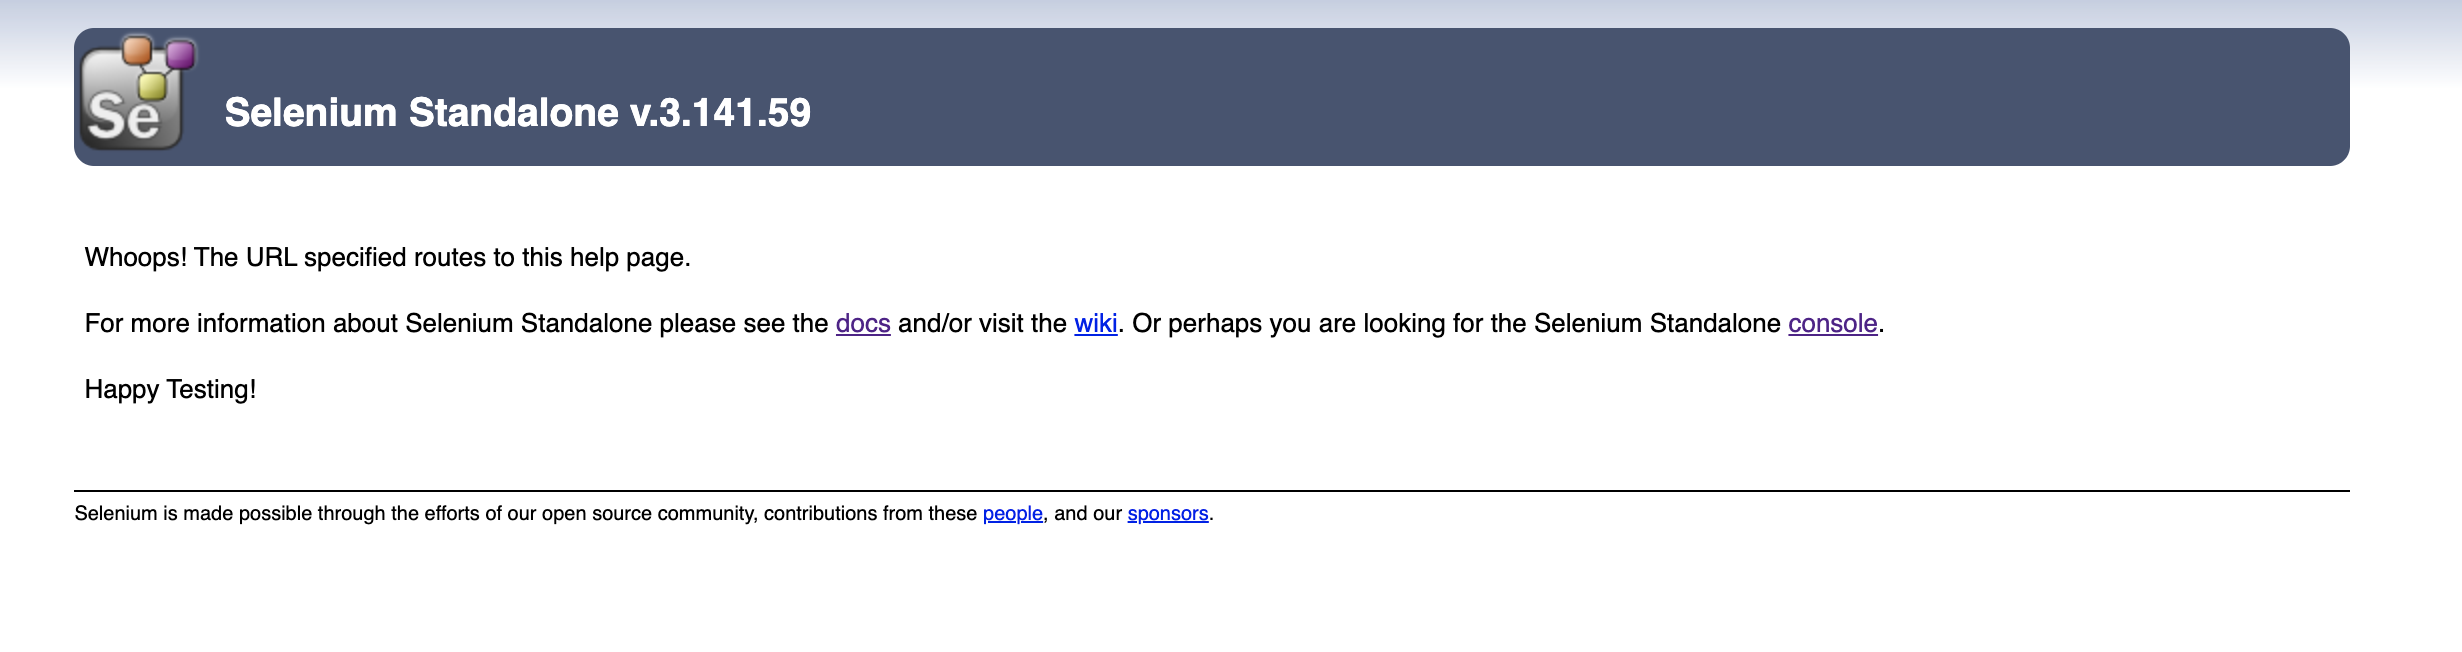 Se
Selenium Standalone v.3.141.59
Whoops! The URL specified routes to this help page.
For more information about Selenium Standalone please see the docs and/or visit the wiki. Or perhaps you are looking for the Selenium Standalone console.
Happy Testing!
Selenium is made possible through the efforts of our open source community, contributions from these people, and our sponsors.